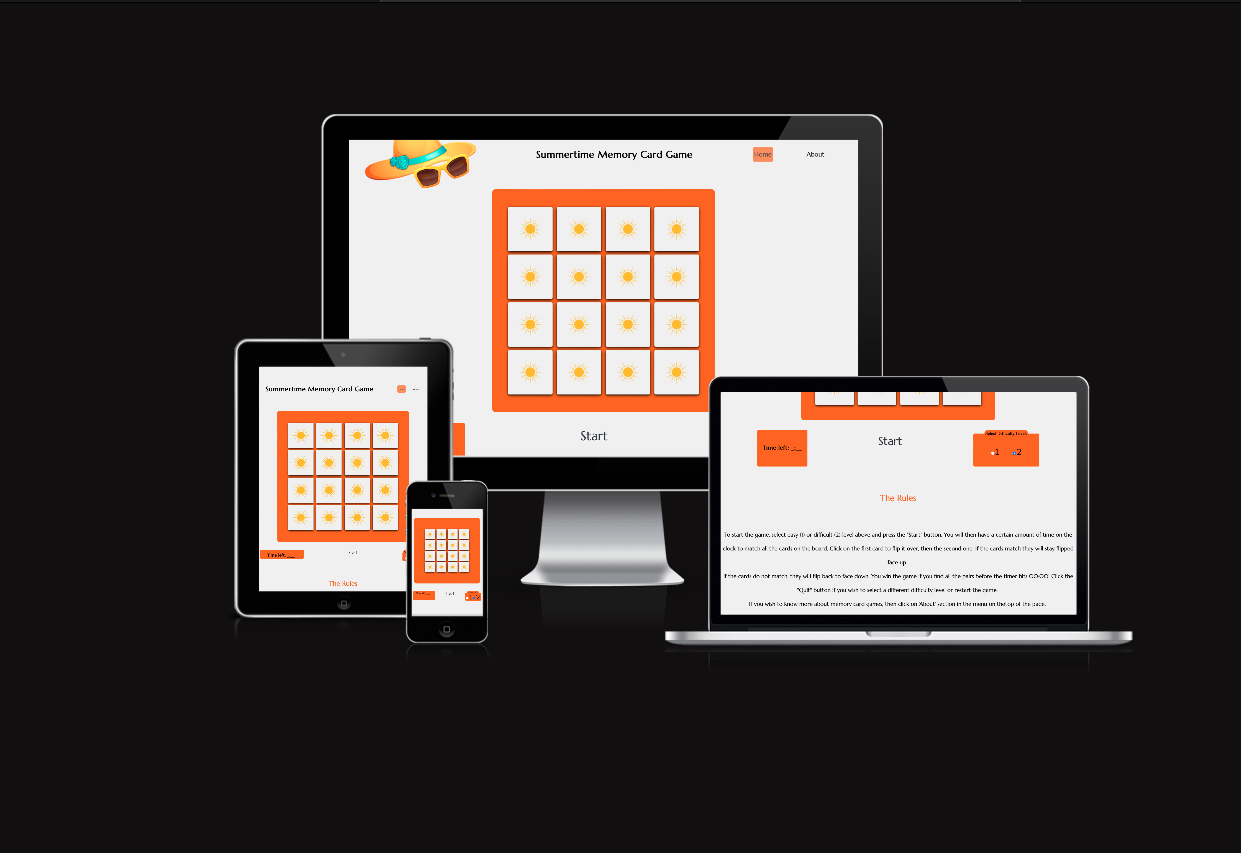 Summertime Memory Card Game
Home
About
Start
Summertime Memory Card Game
Time left: _:__
Start
The Rules
Start
Time left: _:__
Start
Select Difficulty Level:
1
2
The Rules
To start the game, select easy (1) or difficult (2) level above and press the "Start" button. You will then have a certain amount of time on the
clock to match all the cards on the board. Click on the first card to flip it over, then the second one. If the cards match they will stay flipped
face up.
If the cards do not match, they will flip back to face down. You win the game if you find all the pairs before the timer hits 00:00! Click the
"Quit" button if you wish to select a different difficulty level or restart the game.
If you wish to know more about memory card games, then click on 'About' section in the menu on the top of the page.